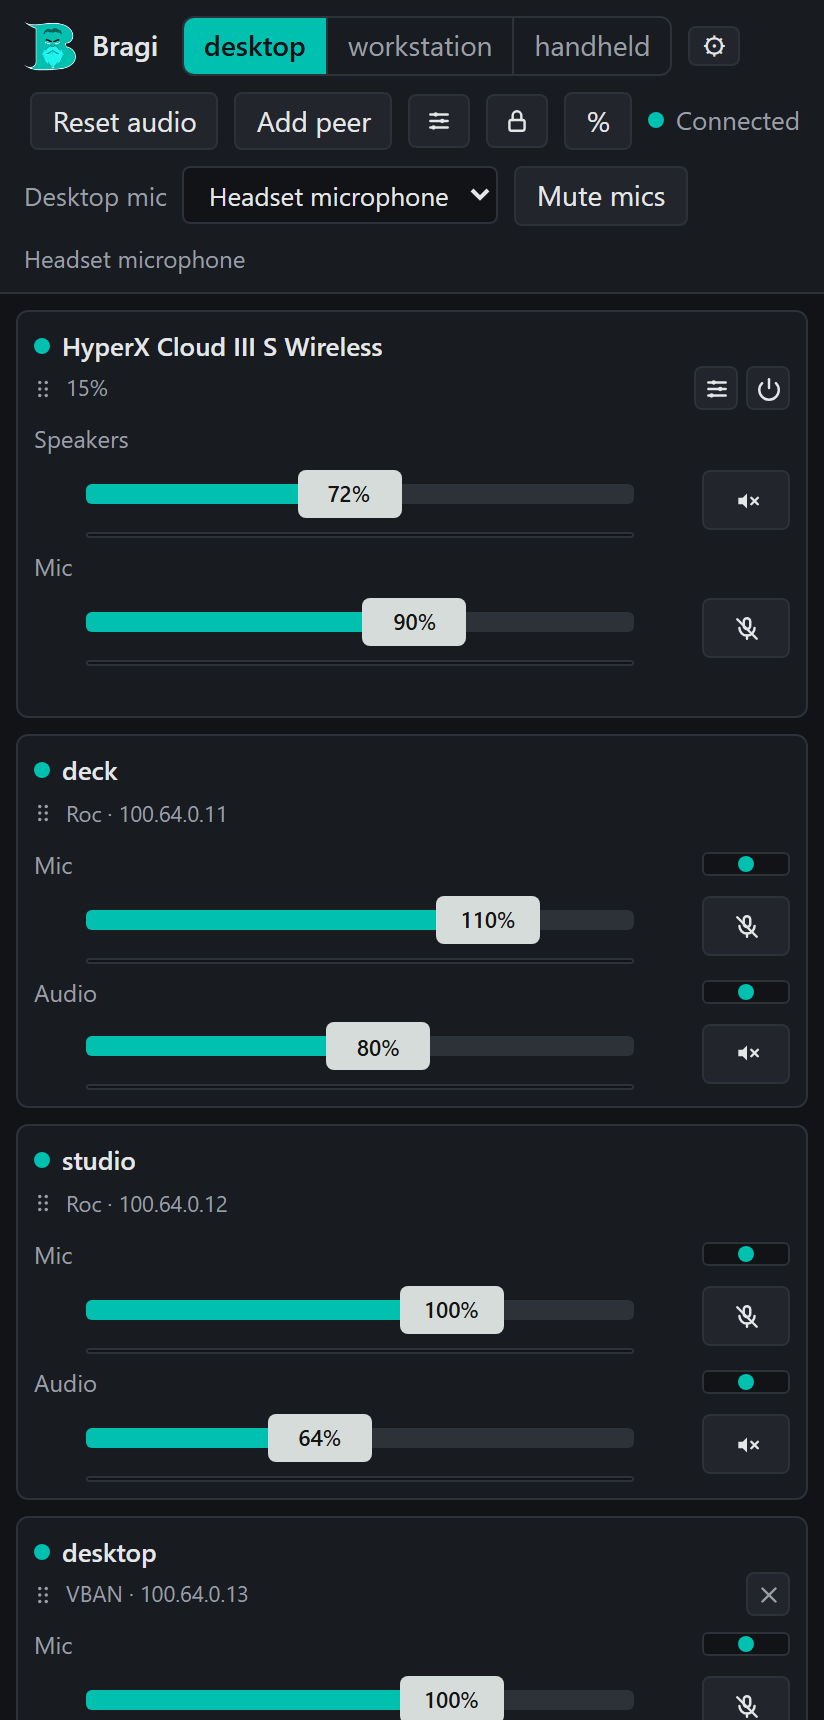 Bragi desktop workstation handheld
Reset audio Add peer % Connected
Desktop mic Headset microphone Mute mics
Headset microphone
HyperX Cloud III S Wireless
15%
Speakers
72%
Mic
90%
deck
Roc · 100.64.0.11
Mic
110%
Audio
80%
studio
Roc · 100.64.0.12
Mic
100%
Audio
64%
desktop
VBAN · 100.64.0.13
Mic
100%